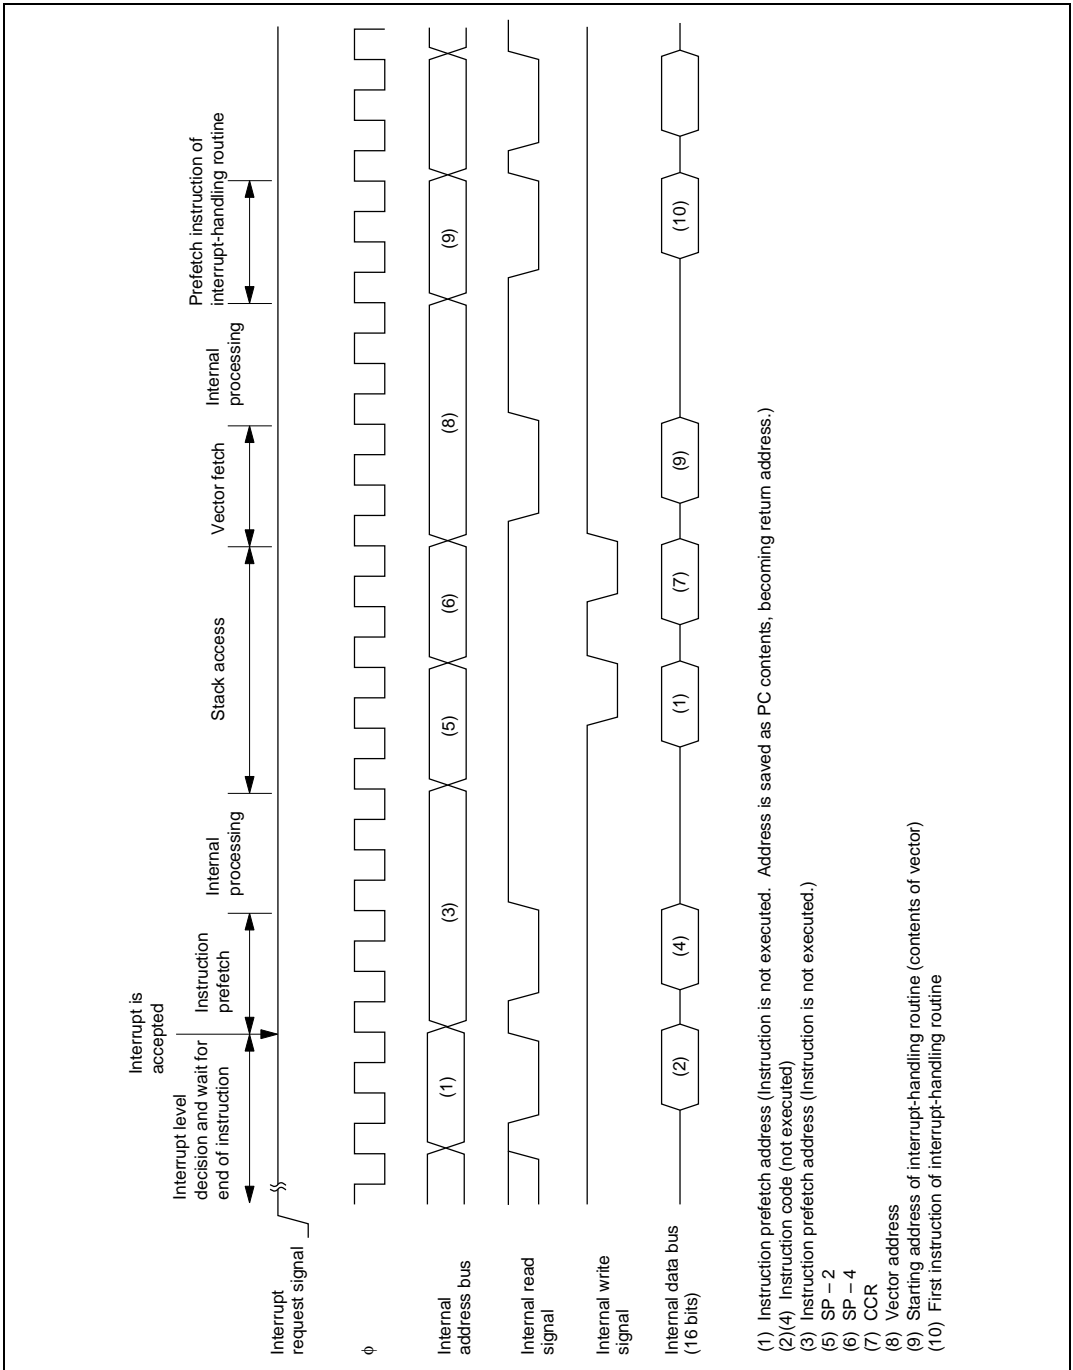 Interrupt is
accepted
Interrupt level
decision and wait for
end of instruction
Instruction
prefetch
Internal
processing
Stack access
Vector fetch
Internal
processing
Prefetch instruction of
interrupt-handling routine
Interrupt
request signal
φ
Internal
address bus
(1)
(3)
(5)
(6)
(8)
(9)
Internal read
signal
Internal write
signal
Internal data bus
(16 bits)
(2)
(4)
(1)
(7)
(9)
(10)
(1) Instruction prefetch address (Instruction is not executed. Address is saved as PC contents, becoming return address.)
(2)(4) Instruction code (not executed)
(3) Instruction prefetch address (Instruction is not executed.)
(5) SP – 2
(6) SP – 4
(7) CCR
(8) Vector address
(9) Starting address of interrupt-handling routine (contents of vector)
(10) First instruction of interrupt-handling routine